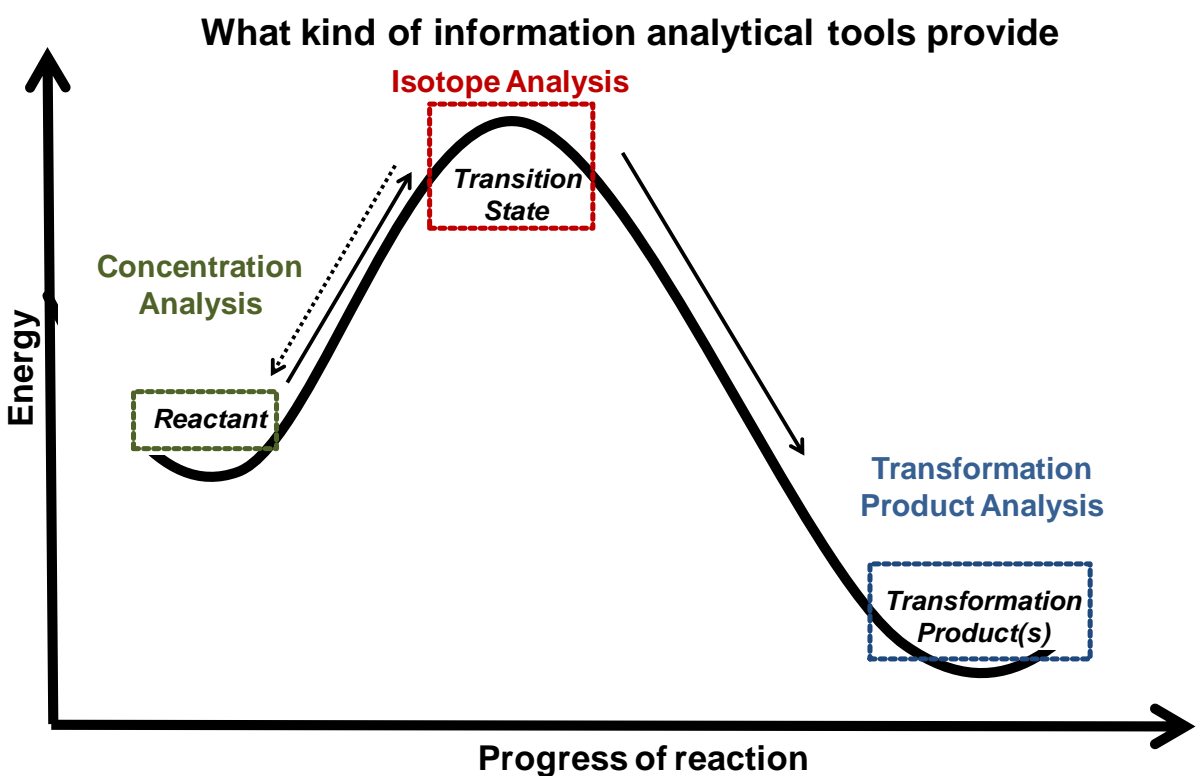 What kind of information analytical tools provide
Isotope Analysis
Transition
State
Concentration
Analysis
Energy
Reactant
Transformation
Product Analysis
Transformation
Product(s)
Progress of reaction